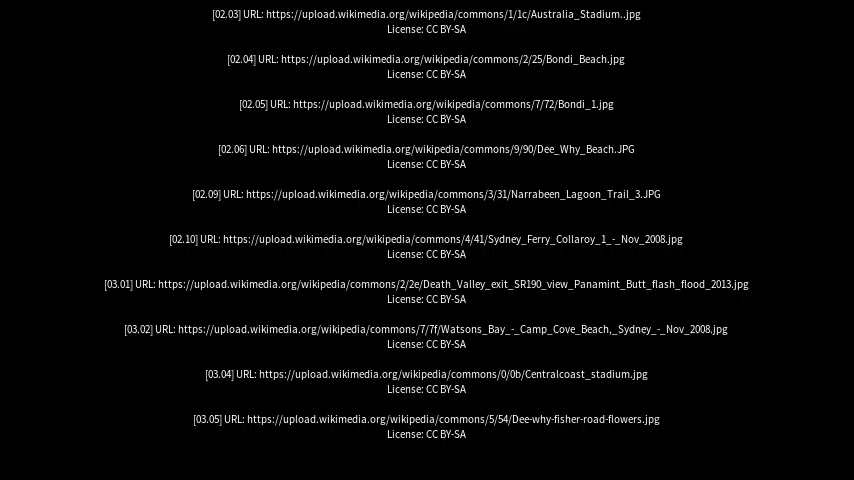 [02.03] URL: https://upload.wikimedia.org/wikipedia/commons/1/1c/Australia_Stadium..jpg
License: CC BY-SA
[02.04] URL: https://upload.wikimedia.org/wikipedia/commons/2/25/Bondi_Beach.jpg
License: CC BY-SA
[02.05] URL: https://upload.wikimedia.org/wikipedia/commons/7/72/Bondi_1.jpg
License: CC BY-SA
[02.06] URL: https://upload.wikimedia.org/wikipedia/commons/9/90/Dee_Why_Beach.JPG
License: CC BY-SA
[02.09] URL: https://upload.wikimedia.org/wikipedia/commons/3/31/Narrabeen_Lagoon_Trail_3.JPG
License: CC BY-SA
[02.10] URL: https://upload.wikimedia.org/wikipedia/commons/4/41/Sydney_Ferry_Collaroy_1_-_Nov_2008.jpg
License: CC BY-SA
[03.01] URL: https://upload.wikimedia.org/wikipedia/commons/2/2e/Death_Valley_exit_SR190_view_Panamint_Butt_flash_flood_2013.jpg
License: CC BY-SA
[03.02] URL: https://upload.wikimedia.org/wikipedia/commons/7/7f/Watsons_Bay_-_Camp_Cove_Beach,_Sydney_-_Nov_2008.jpg
License: CC BY-SA
[03.04] URL: https://upload.wikimedia.org/wikipedia/commons/0/0b/Centralcoast_stadium.jpg
License: CC BY-SA
[03.05] URL: https://upload.wikimedia.org/wikipedia/commons/5/54/Dee-why-fisher-road-flowers.jpg
License: CC BY-SA